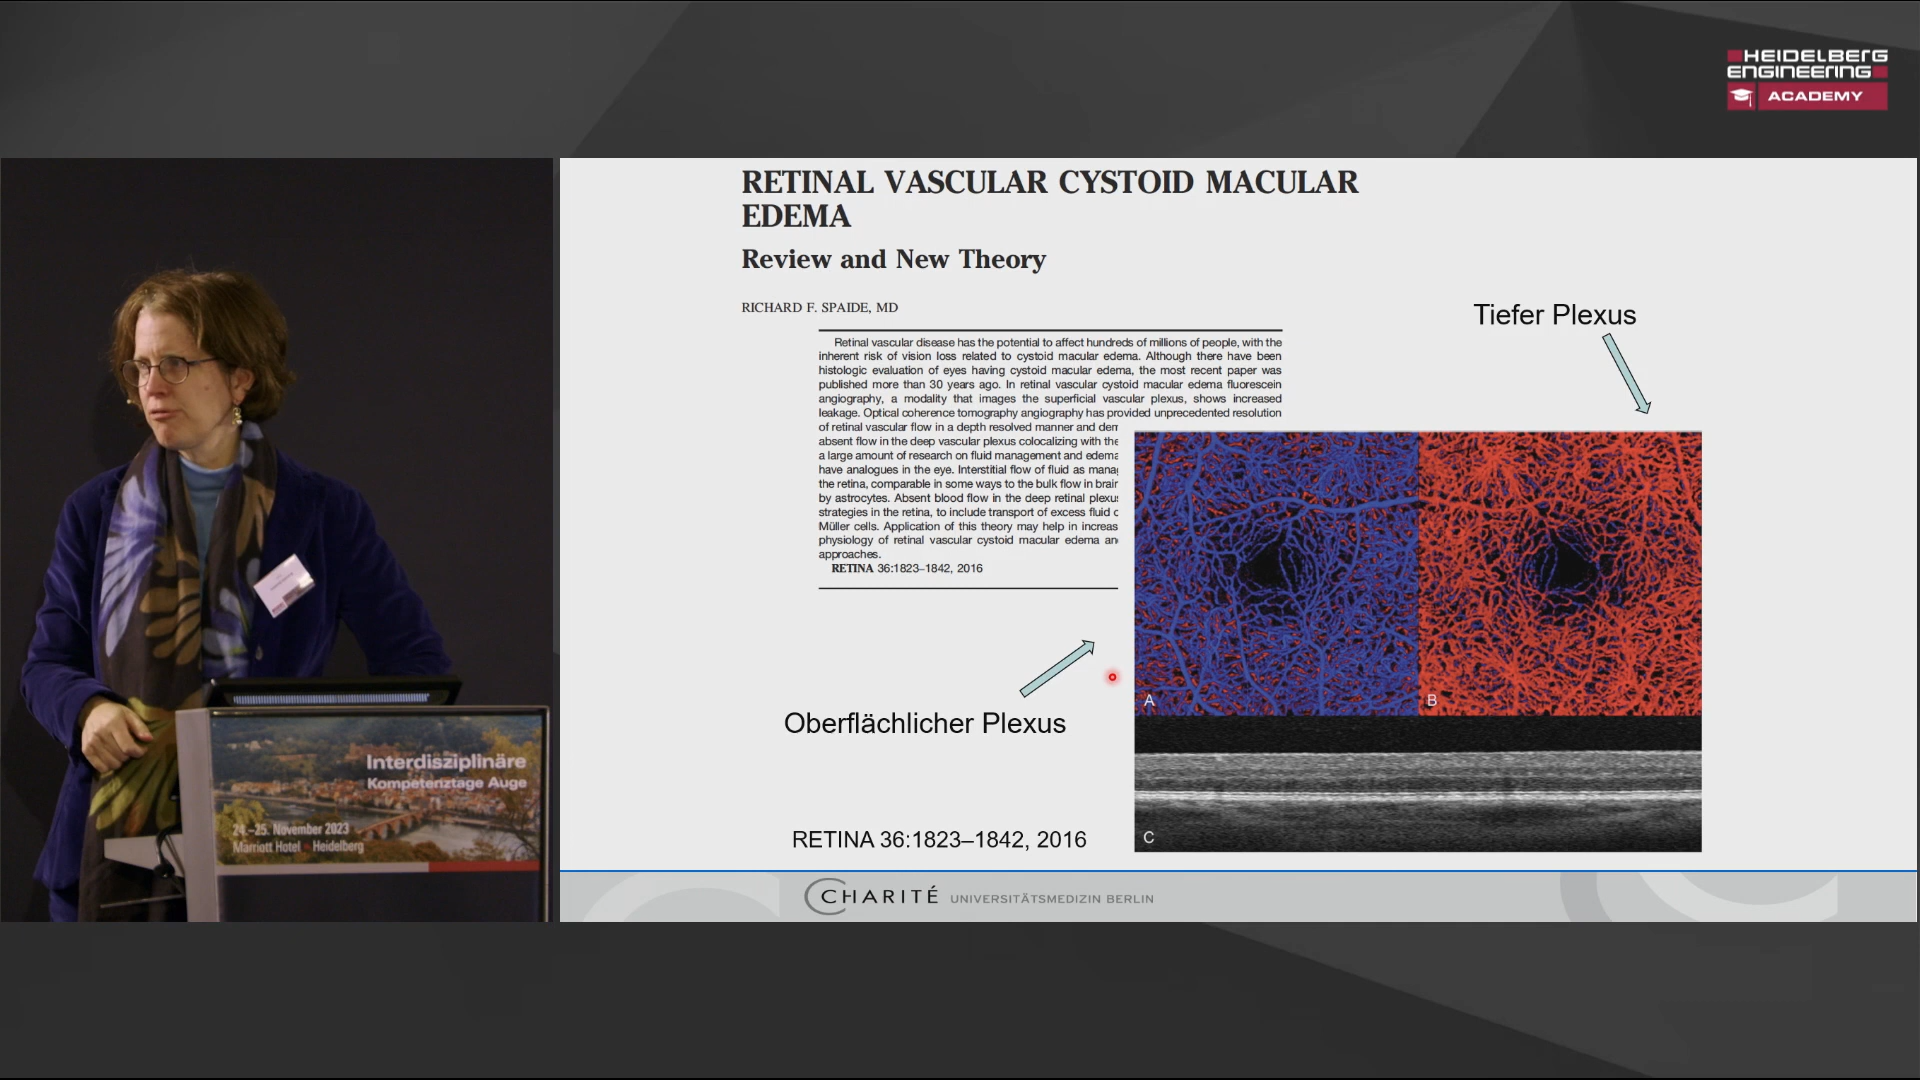 HEIDELBERG
ENGINEERING
ACADEMY
RETINAL VASCULAR CYSTOID MACULAR
EDEMA
Review and New Theory
RICHARD F. SPAIDE, MD
Retinal vascular disease has the potential to affect hundreds of millions of people, with the
inherent risk of vision loss related to cystoid macular edema. Although there have been
histologic evaluation of eyes having cystoid macular edema, the most recent paper was
published more than 30 years ago. In retinal vascular cystoid macular edema fluorescein
angiography, a modality that images the superficial vascular plexus, shows increased
leakage. Optical coherence tomography angiography has provided unprecedented resolution
of retinal vascular flow in a depth resolved manner and dem
absent flow in the deep vascular plexus colocalizing with the
a large amount of research on fluid management and edema
have analogues in the eye. Interstitial flow of fluid as mana
the retina, comparable in some ways to the bulk flow in brain
by astrocytes. Absent blood flow in the deep retinal plexus
strategies in the retina, to include transport of excess fluid
Müller cells. Application of this theory may help in increas
physiology of retinal vascular cystoid macular edema an
approaches.
RETINA 36:1823–1842, 2016
Tiefer Plexus
Oberflächlicher Plexus
A
B
C
RETINA 36:1823–1842, 2016
CHARITÉ UNIVERSITÄTSMEDIZIN BERLIN
Interdisziplinäre
Kompetenztage Auge
24.–25. November 2023
Marriott Hotel Heidelberg